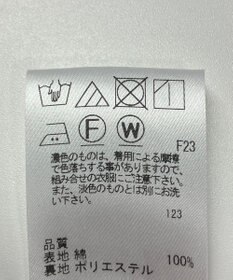 F W F23
濃色のものは、着用による摩擦
で色落ちする事がありますので、
組み合せの衣服にご注意下さい。
また、淡色のものとは別にお洗
い下さい。
123
品質
表地 綿 100%
裏地 ポリエステル